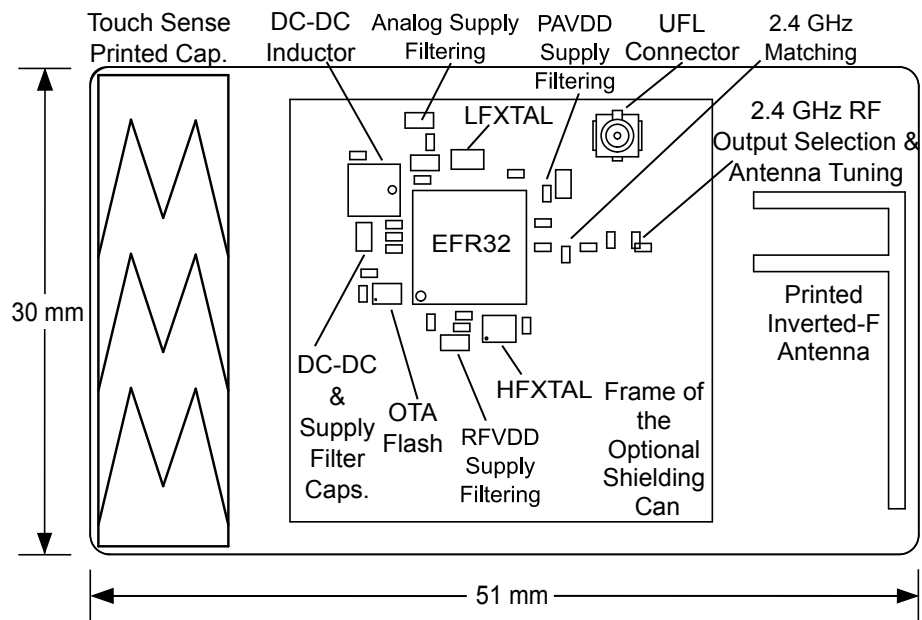 Touch Sense
Printed Cap.
DC-DC
Inductor
Analog Supply
Filtering
PAVDD
Supply
Filtering
UFL
Connector
2.4 GHz
Matching
LFXTAL
2.4 GHz RF
Output Selection &
Antenna Tuning
EFR32
30 mm
Printed
Inverted-F
Antenna
DC-DC
&
Supply
Filter
Caps.
OTA
Flash
HFXTAL
RFVDD
Supply
Filtering
Frame of
the
Optional
Shielding
Can
51 mm